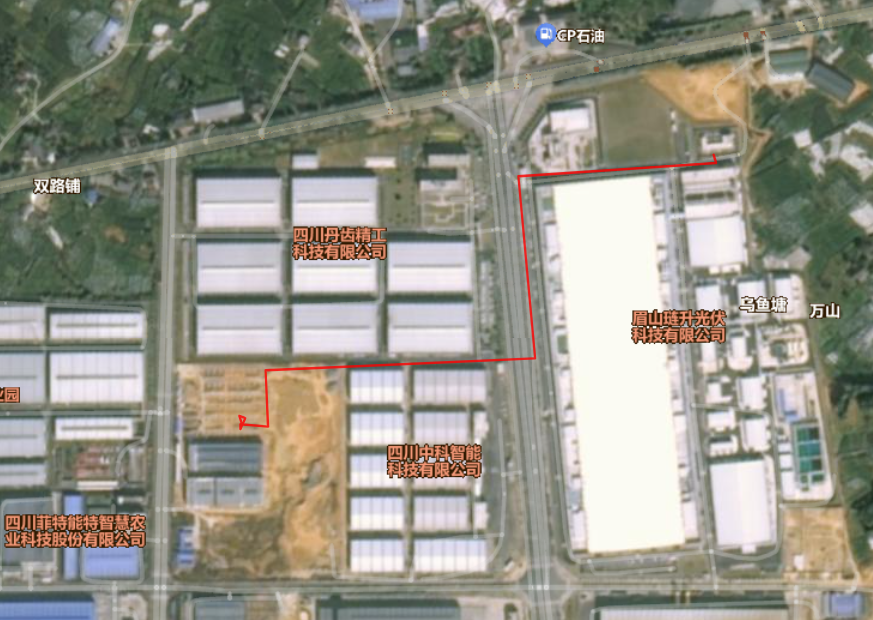 CP石油
双路铺
四川丹齿精工
科技有限公司
乌鱼塘
万山
眉山琏升光伏
科技有限公司
园
四川中科智能
科技有限公司
四川菲特能特智慧农
业科技股份有限公司